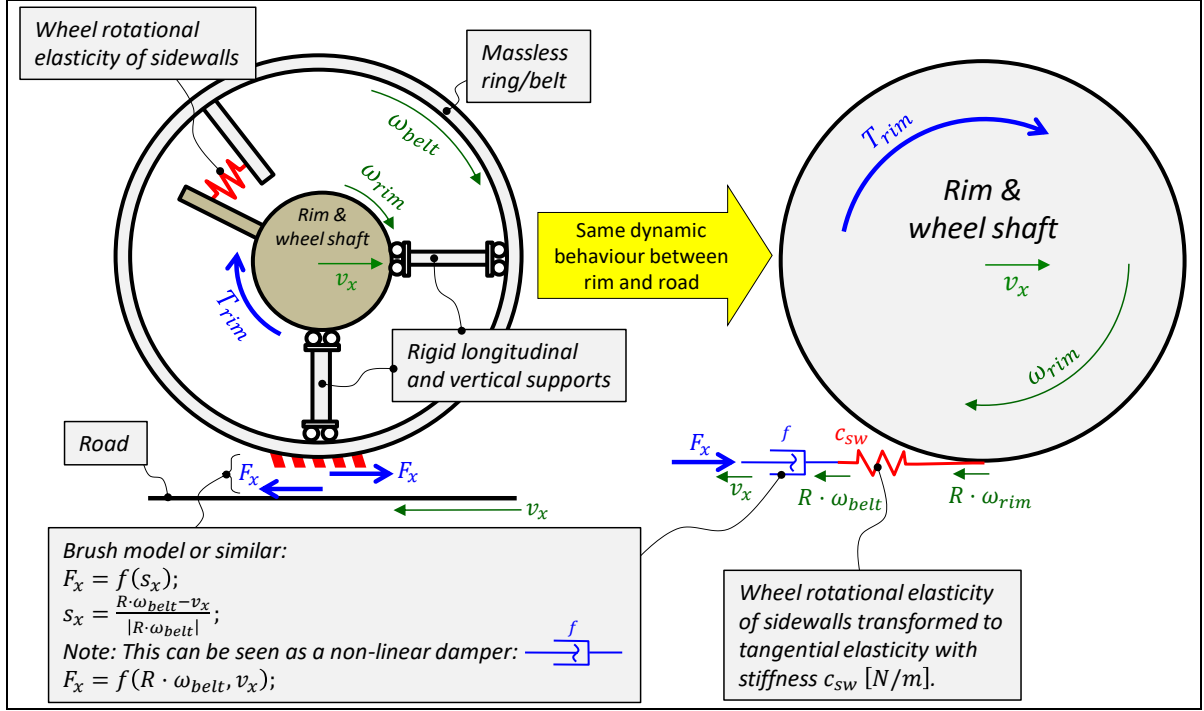 Wheel rotational
elasticity of sidewalls
Massless
ring/belt
ω_belt
ω_rim
Rim &
wheel shaft
v_x
T_rim
Rigid longitudinal
and vertical supports
Road
F_x
F_x
v_x
Same dynamic
behaviour between
rim and road
T_rim
Rim &
wheel shaft
v_x
ω_rim
F_x
f
c_sw
v_x
R · ω_belt
R · ω_rim
Brush model or similar:
F_x = f(s_x);
s_x = (R·ω_belt−v_x)/|R·ω_belt|;
Note: This can be seen as a non-linear damper:
f
F_x = f(R · ω_belt, v_x);
Wheel rotational elasticity
of sidewalls transformed to
tangential elasticity with
stiffness c_sw [N/m].